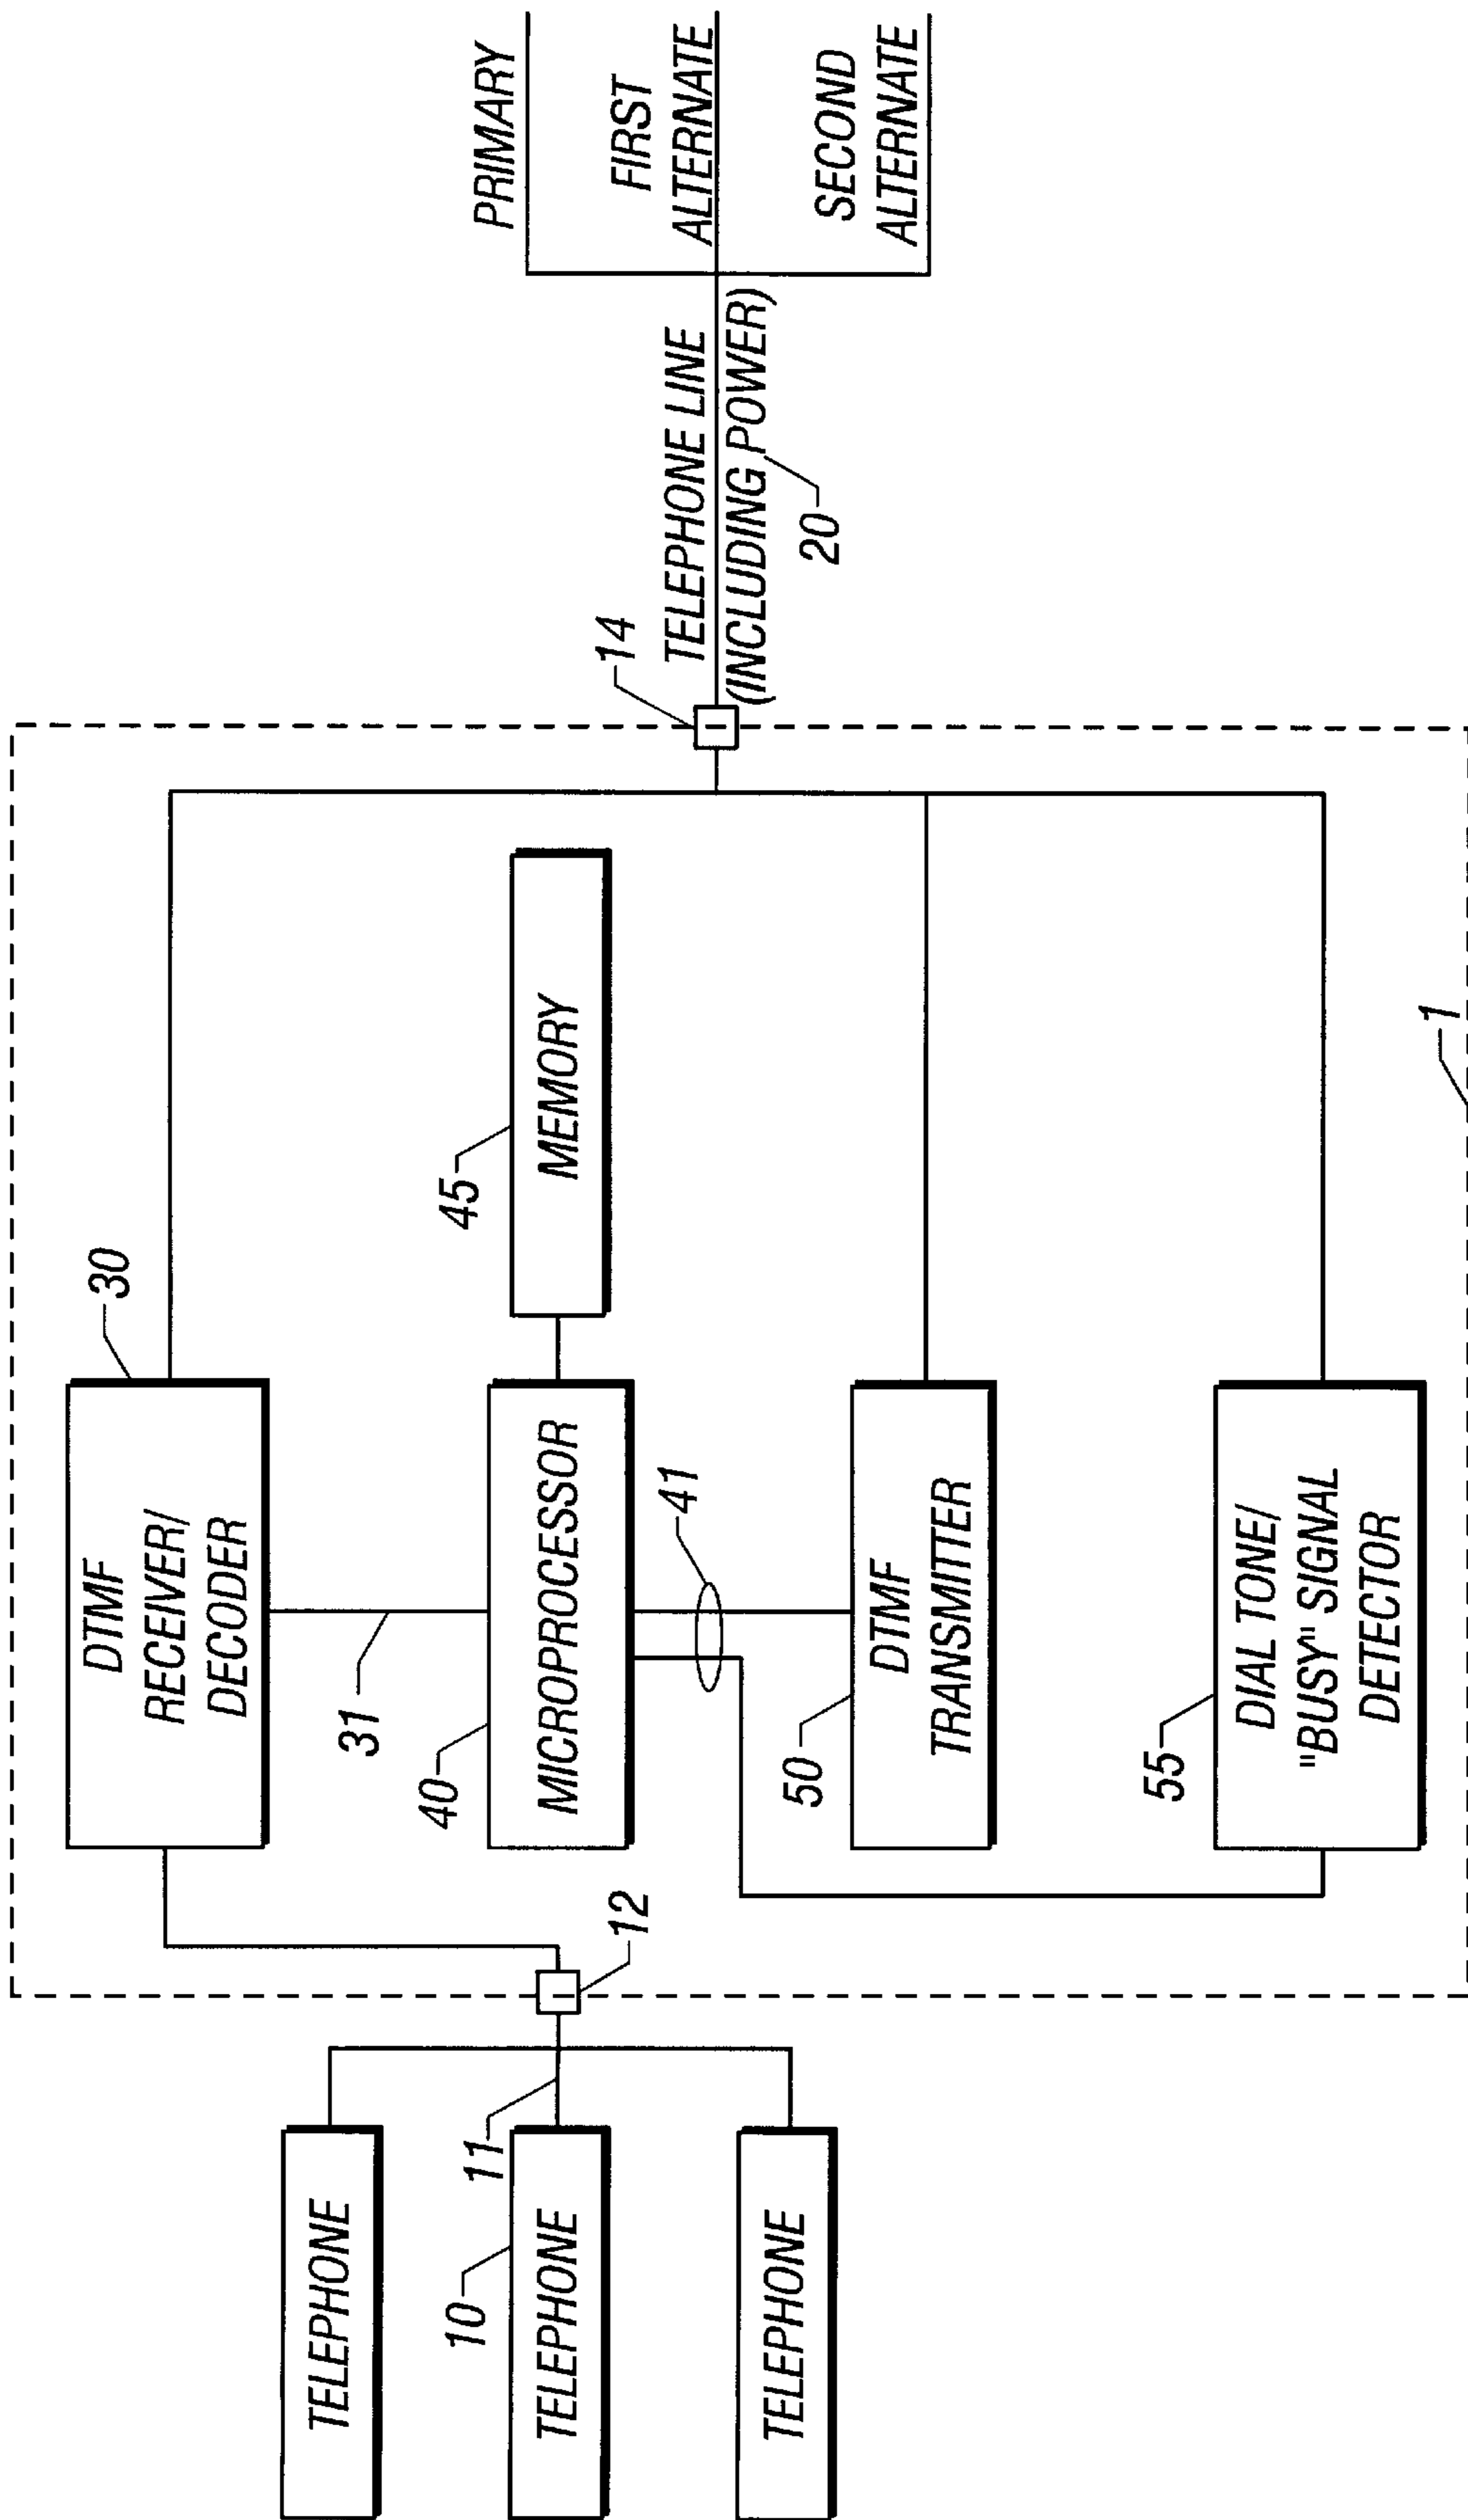 TELEPHONE
10
TELEPHONE
TELEPHONE
11
12
DTMF
RECEIVER/
DECODER
30
31
40
MICROPROCESSOR
45
MEMORY
41
50
DTMF
TRANSMITTER
55
DIAL TONE/
"BUSY" SIGNAL
DETECTOR
1
14
TELEPHONE LINE
(INCLUDING POWER)
20
PRIMARY
FIRST
ALTERNATE
SECOND
ALTERNATE